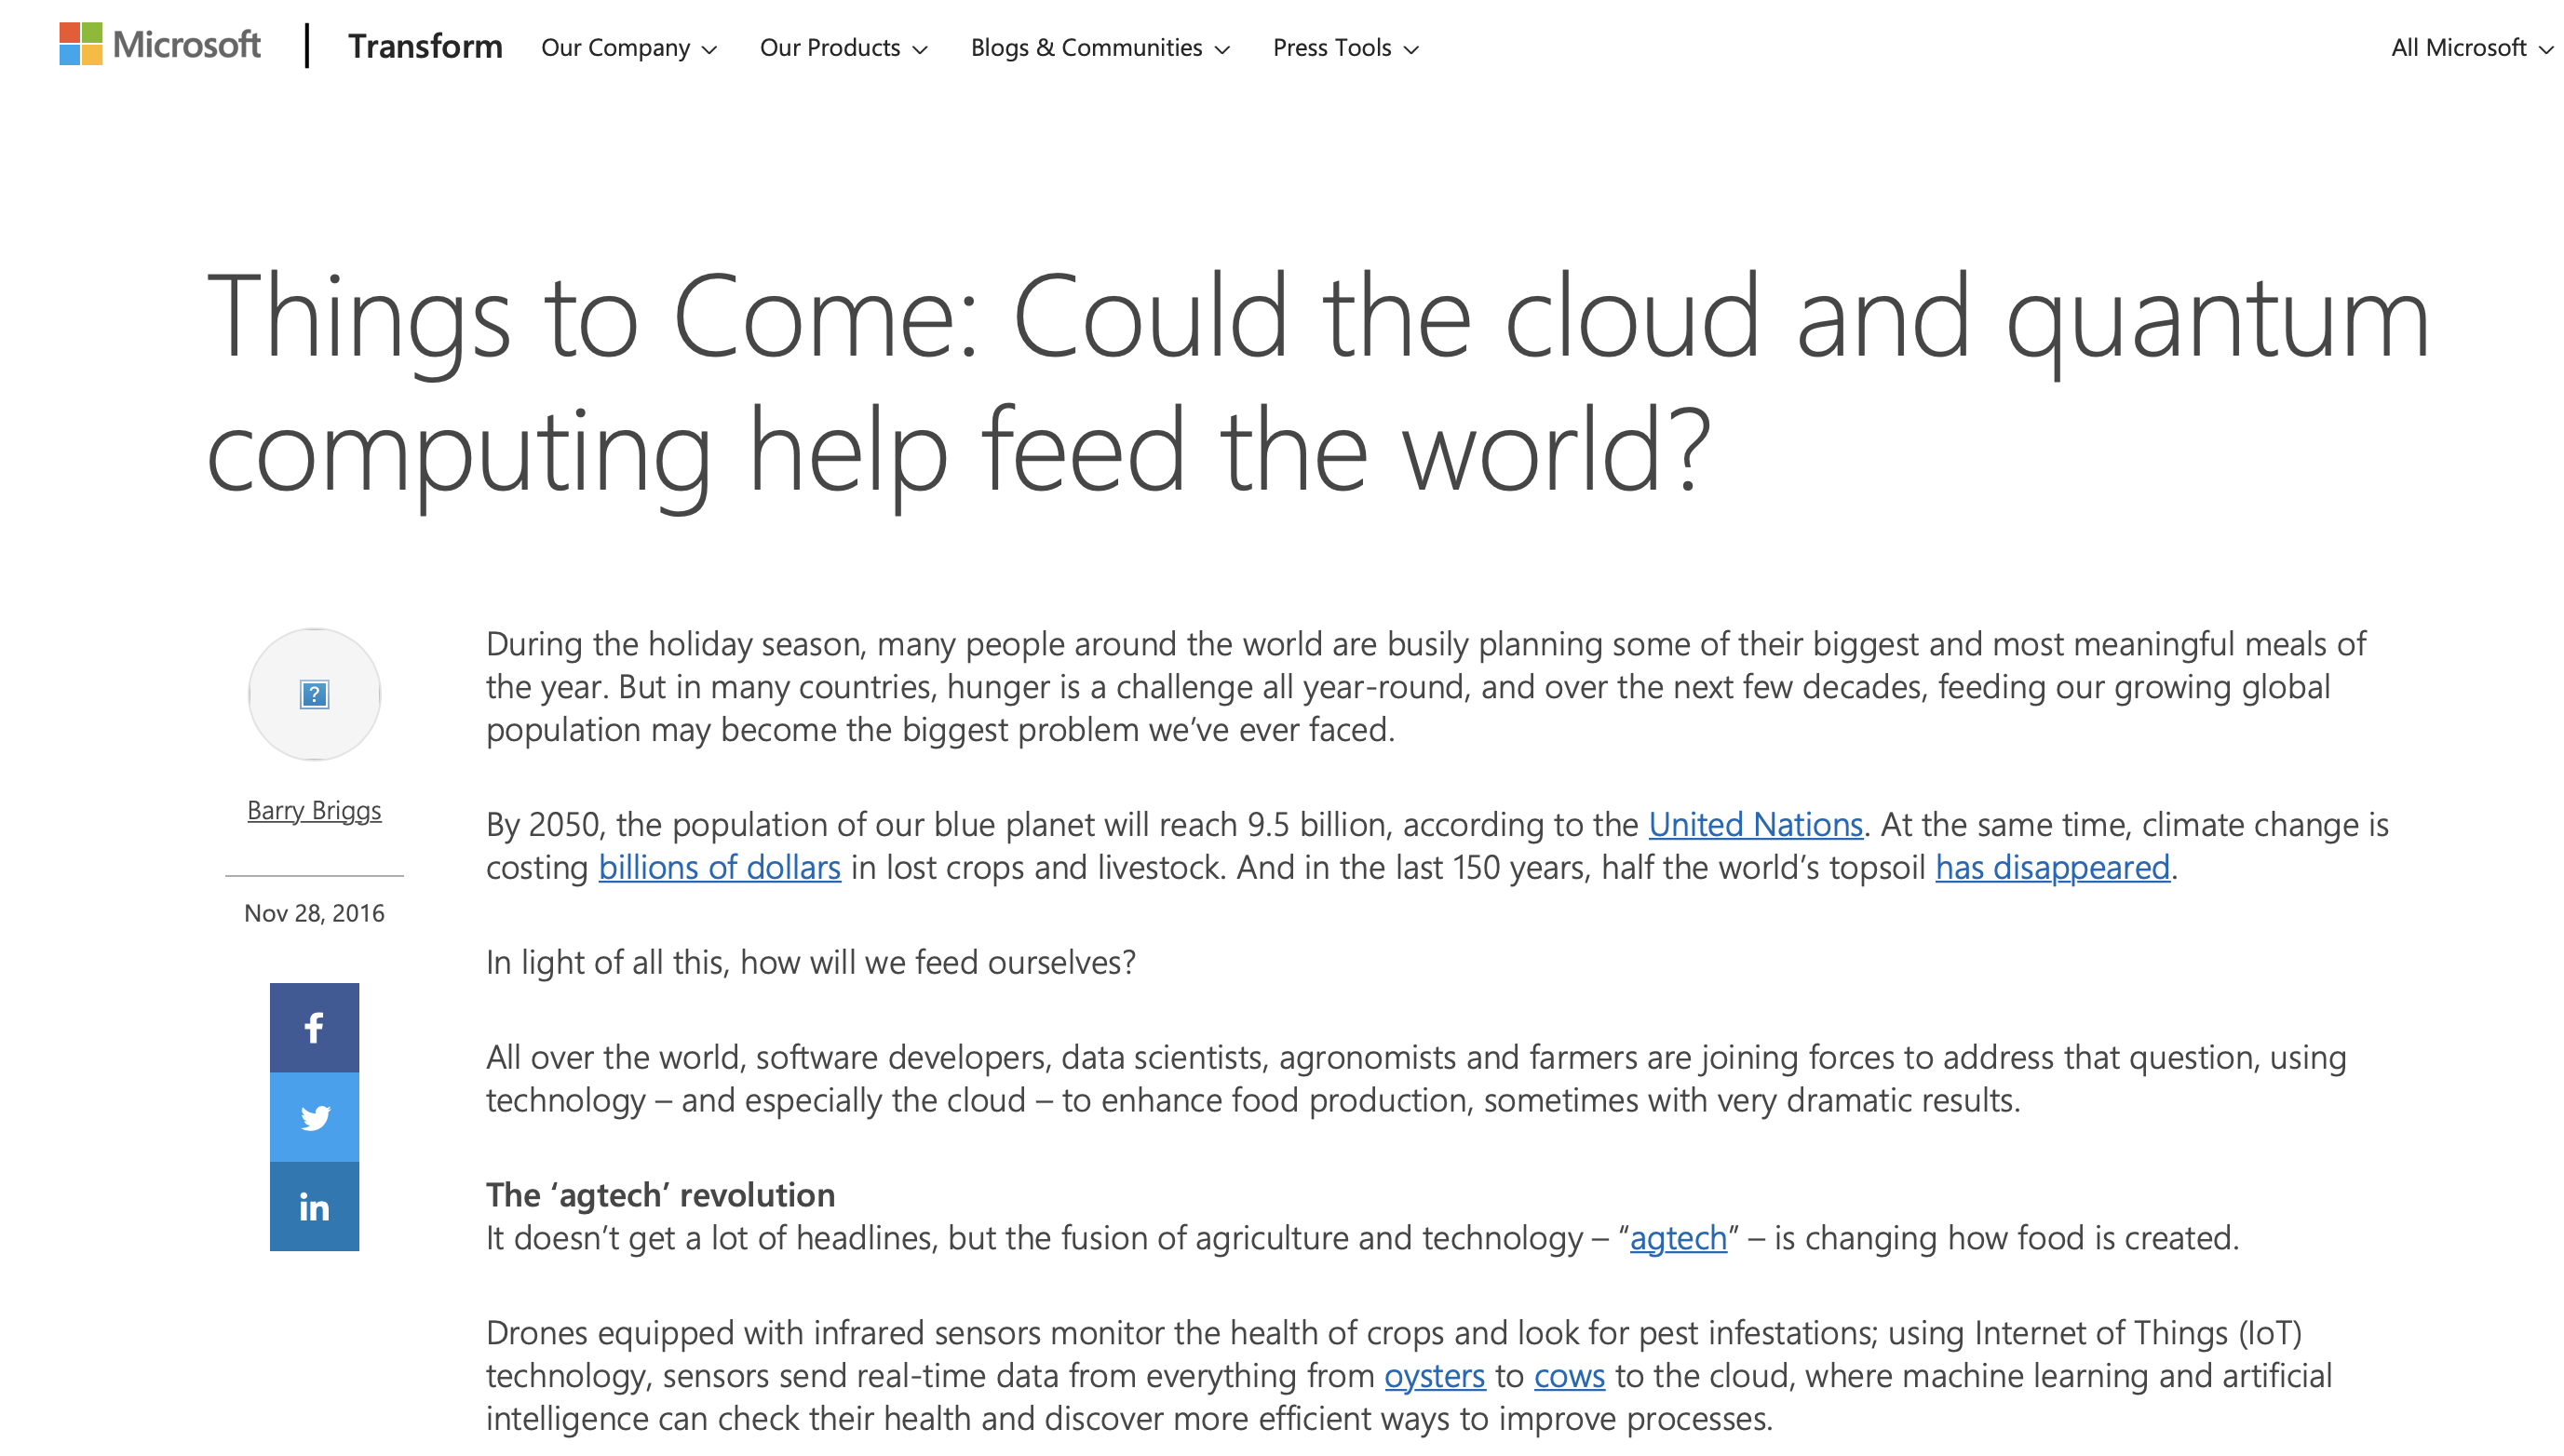 Microsoft
Transform
Our Company
Our Products
Blogs & Communities
Press Tools
All Microsoft
Things to Come: Could the cloud and quantum
computing help feed the world?
Barry Briggs
Nov 28, 2016
During the holiday season, many people around the world are busily planning some of their biggest and most meaningful meals of
the year. But in many countries, hunger is a challenge all year-round, and over the next few decades, feeding our growing global
population may become the biggest problem we’ve ever faced.
By 2050, the population of our blue planet will reach 9.5 billion, according to the United Nations. At the same time, climate change is
costing billions of dollars in lost crops and livestock. And in the last 150 years, half the world’s topsoil has disappeared.
In light of all this, how will we feed ourselves?
All over the world, software developers, data scientists, agronomists and farmers are joining forces to address that question, using
technology – and especially the cloud – to enhance food production, sometimes with very dramatic results.
The ‘agtech’ revolution
It doesn’t get a lot of headlines, but the fusion of agriculture and technology – “agtech” – is changing how food is created.
Drones equipped with infrared sensors monitor the health of crops and look for pest infestations; using Internet of Things (IoT)
technology, sensors send real-time data from everything from oysters to cows to the cloud, where machine learning and artificial
intelligence can check their health and discover more efficient ways to improve processes.